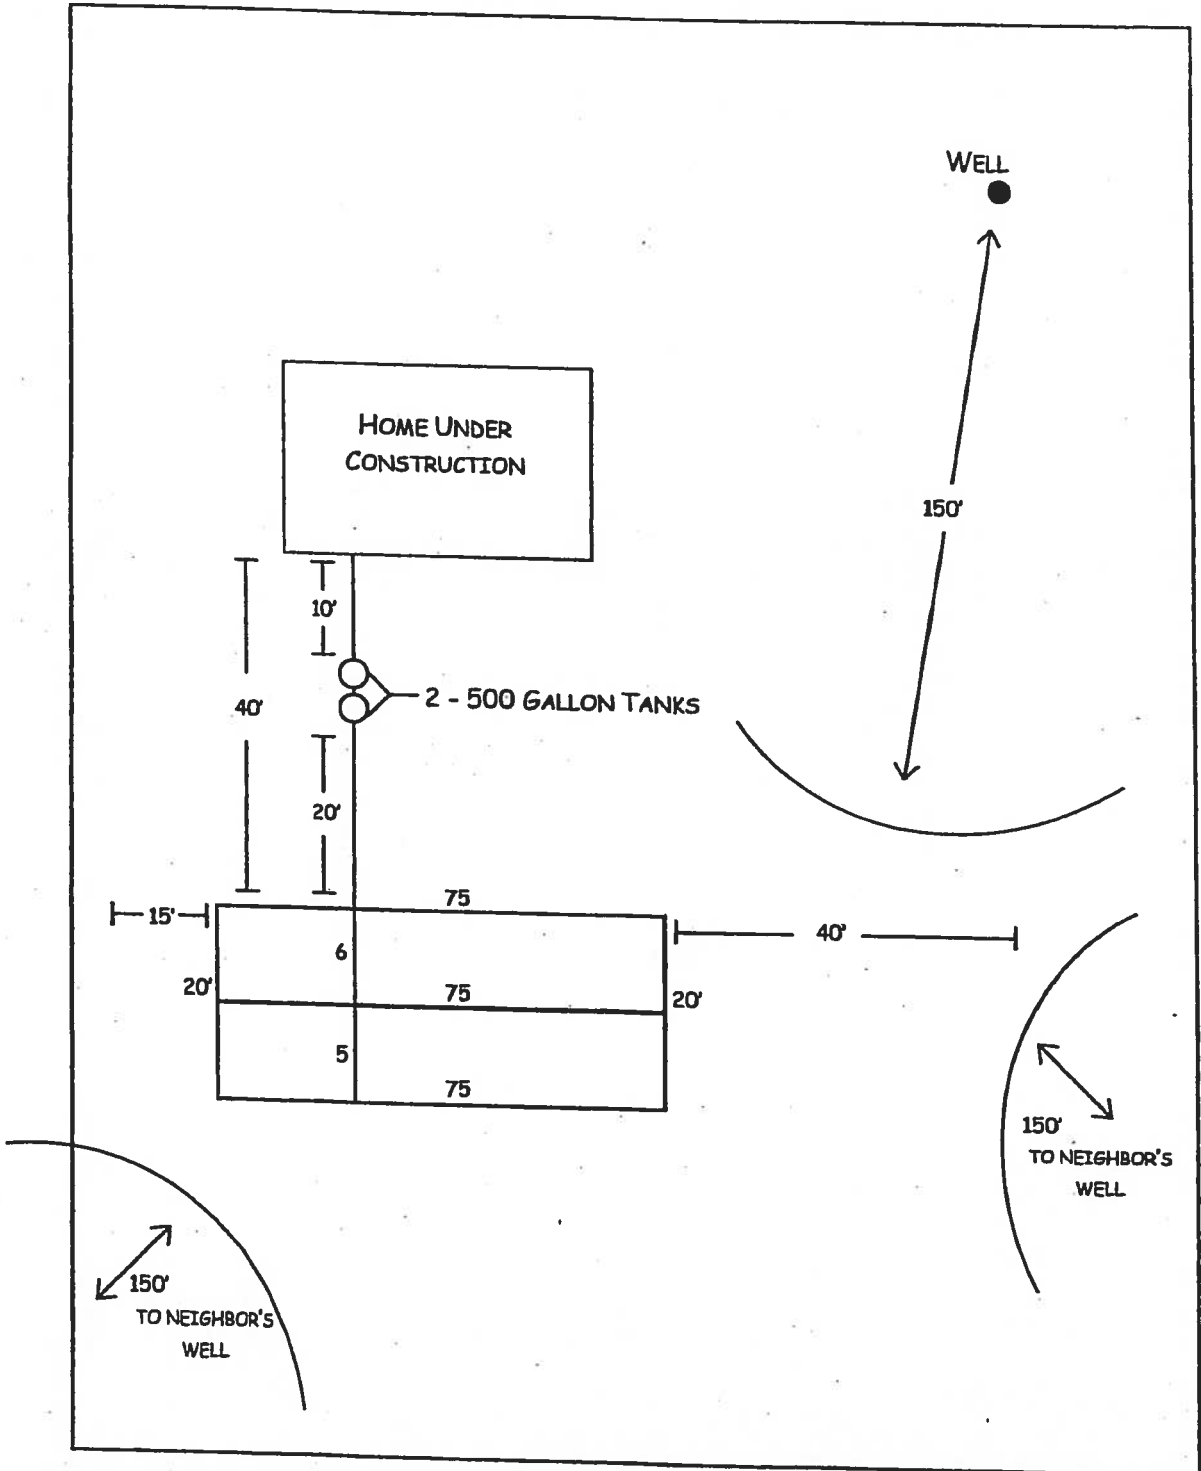 WELL
HOME UNDER
CONSTRUCTION
150'
10'
40'
2 - 500 GALLON TANKS
20'
75
15'
40'
6
20'
75
20'
5
75
150'
TO NEIGHBOR'S
WELL
150'
TO NEIGHBOR'S
WELL